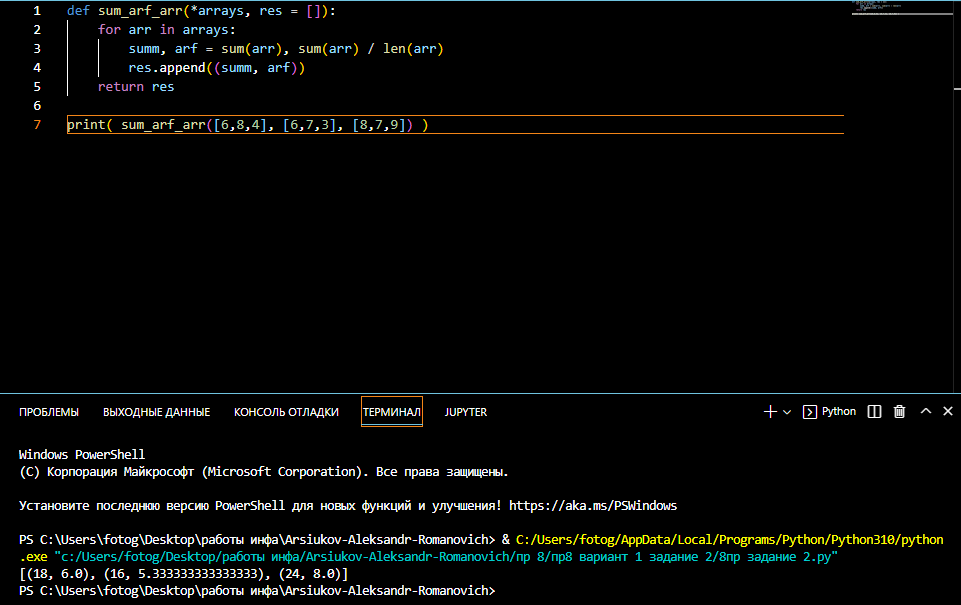 1 def sum_arf_arr(*arrays, res = []):
2     for arr in arrays:
3         summ, arf = sum(arr), sum(arr) / len(arr)
4         res.append((summ, arf))
5     return res
6
7 print( sum_arf_arr([6,8,4], [6,7,3], [8,7,9]) )
ПРОБЛЕМЫ ВЫХОДНЫЕ ДАННЫЕ КОНСОЛЬ ОТЛАДКИ ТЕРМИНАЛ JUPYTER Python
Windows PowerShell
(C) Корпорация Майкрософт (Microsoft Corporation). Все права защищены.
Установите последнюю версию PowerShell для новых функций и улучшения! https://aka.ms/PSWindows
PS C:\Users\fotog\Desktop\работы инфа\Arsiukov-Aleksandr-Romanovich> & C:/Users/fotog/AppData/Local/Programs/Python/Python310/python
.exe "c:/Users/fotog/Desktop/работы инфа/Arsiukov-Aleksandr-Romanovich/пр 8/пр8 вариант 1 задание 2/8пр задание 2.py"
[(18, 6.0), (16, 5.333333333333333), (24, 8.0)]
PS C:\Users\fotog\Desktop\работы инфа\Arsiukov-Aleksandr-Romanovich>